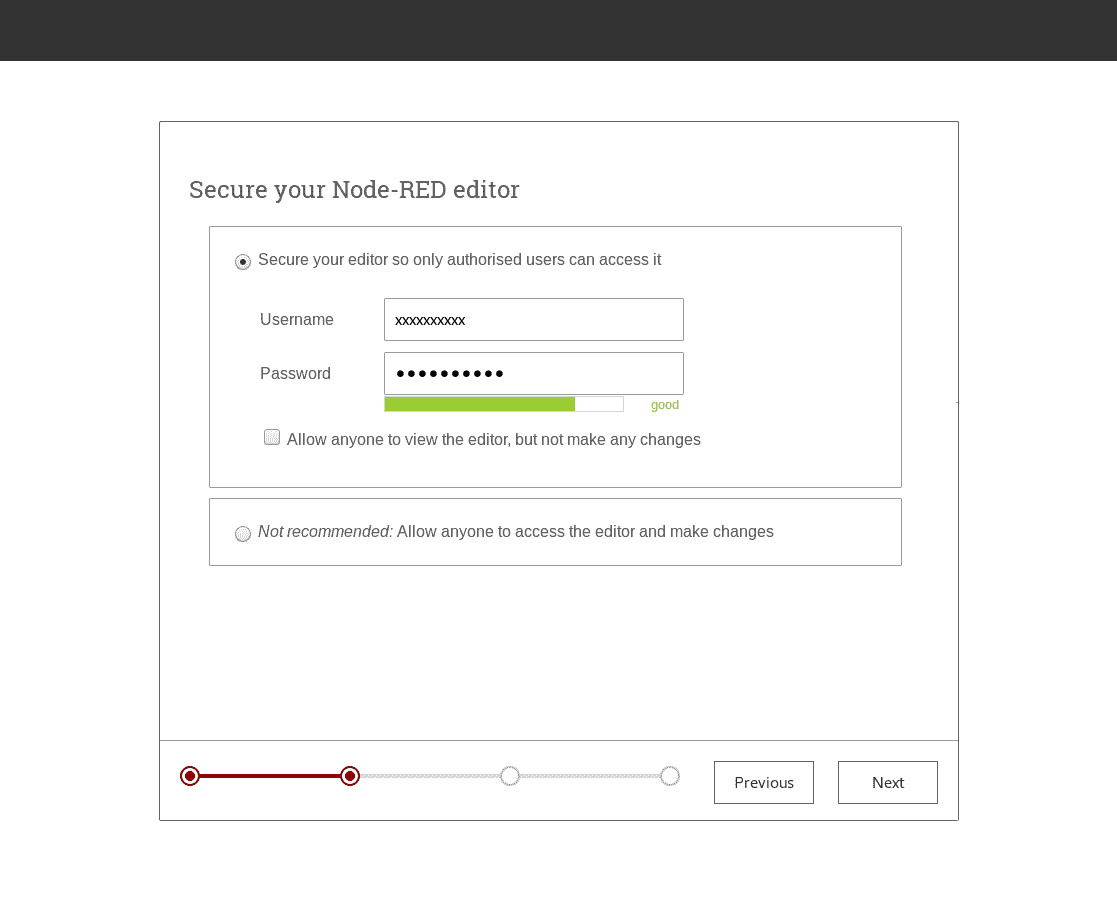 Secure your Node-RED editor
Secure your editor so only authorised users can access it
Username xxxxxxxxxx
Password ●●●●●●●●●●
good
Allow anyone to view the editor, but not make any changes
Not recommended: Allow anyone to access the editor and make changes
Previous Next